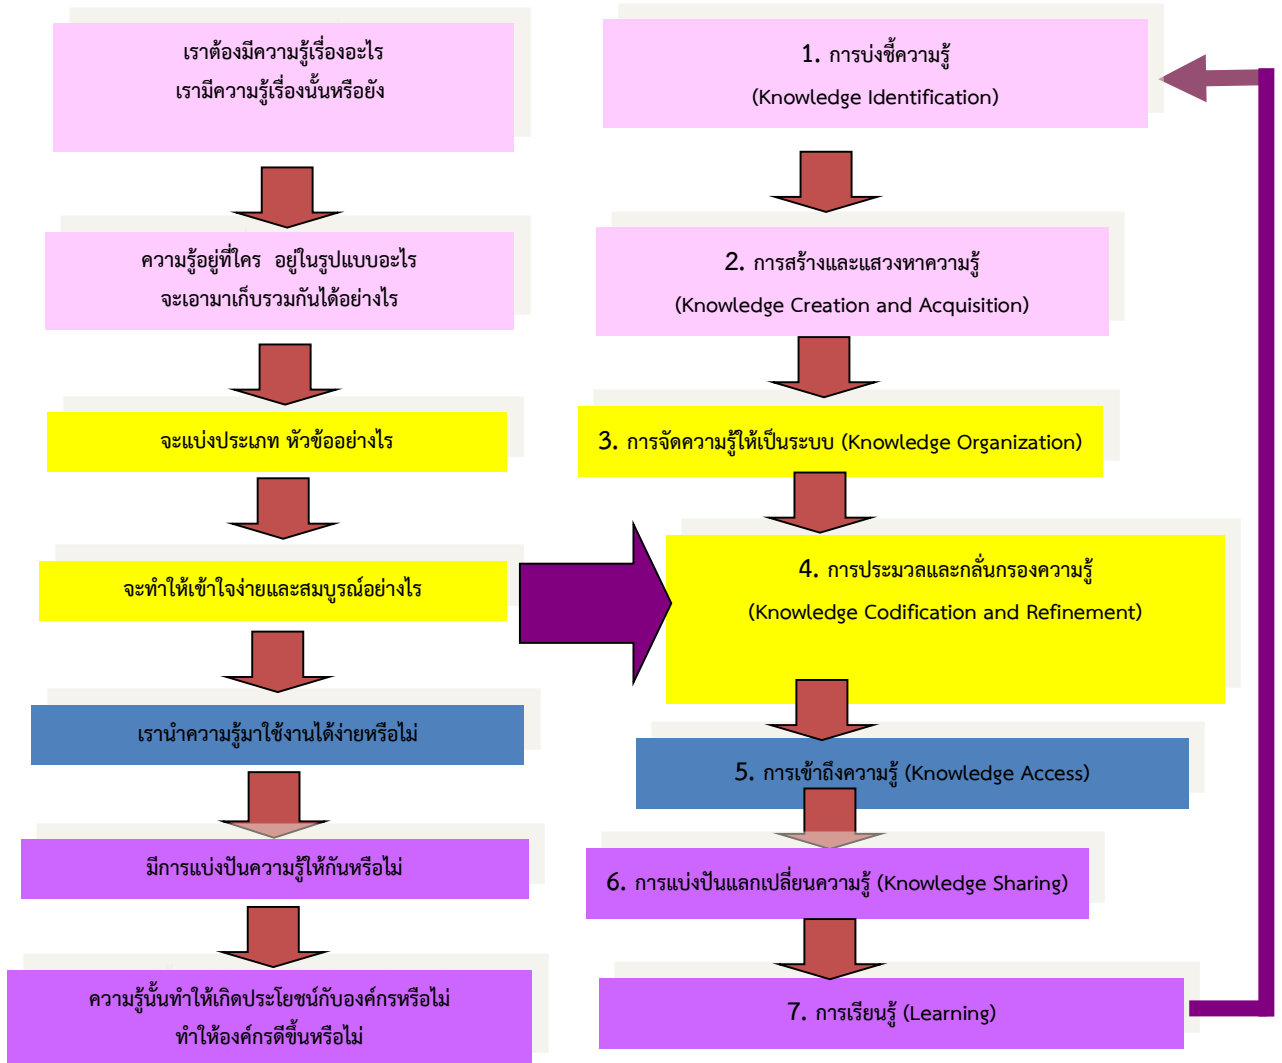 เราต้องมีความรู้เรื่องอะไร
เรามีความรู้เรื่องนั้นหรือยัง
ความรู้อยู่ที่ใคร อยู่ในรูปแบบอะไร
จะเอามาเก็บรวมกันได้อย่างไร
จะแบ่งประเภท หัวข้ออย่างไร
จะทำให้เข้าใจง่ายและสมบูรณ์อย่างไร
เรานำความรู้มาใช้งานได้ง่ายหรือไม่
มีการแบ่งปันความรู้ให้กันหรือไม่
ความรู้นั้นทำให้เกิดประโยชน์กับองค์กรหรือไม่
ทำให้องค์กรดีขึ้นหรือไม่
1. การบ่งชี้ความรู้
(Knowledge Identification)
2. การสร้างและแสวงหาความรู้
(Knowledge Creation and Acquisition)
3. การจัดความรู้ให้เป็นระบบ (Knowledge Organization)
4. การประมวลและกลั่นกรองความรู้
(Knowledge Codification and Refinement)
5. การเข้าถึงความรู้ (Knowledge Access)
6. การแบ่งปันแลกเปลี่ยนความรู้ (Knowledge Sharing)
7. การเรียนรู้ (Learning)